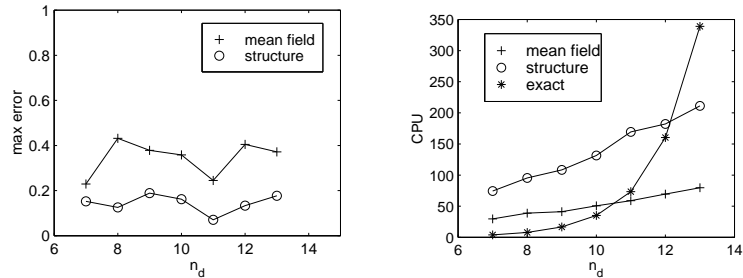 1
0.8
0.6
0.4
0.2
0
max error
mean field
structure
6 8 10 12 14
n_d
350
300
250
200
150
100
50
0
CPU
mean field
structure
exact
6 8 10 12 14
n_d